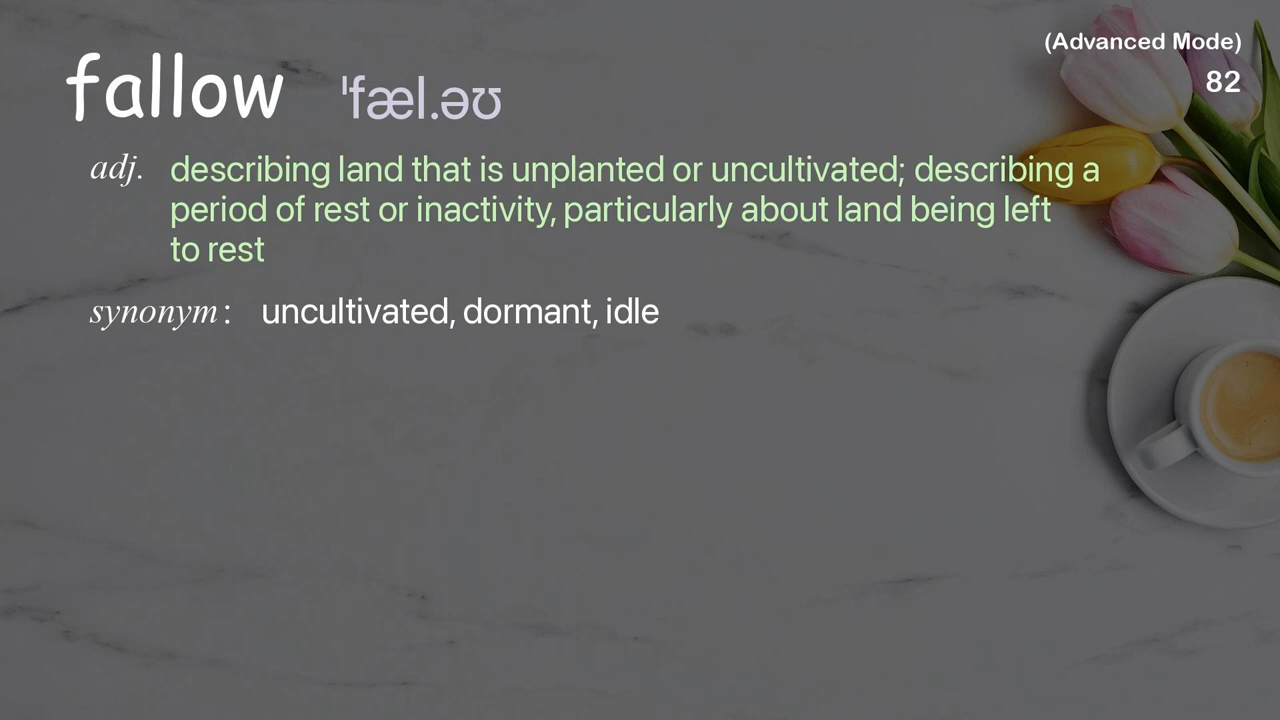 (Advanced Mode)
82
fallow ˈfæl.əʊ
adj. describing land that is unplanted or uncultivated; describing a
period of rest or inactivity, particularly about land being left
to rest
synonym: uncultivated, dormant, idle